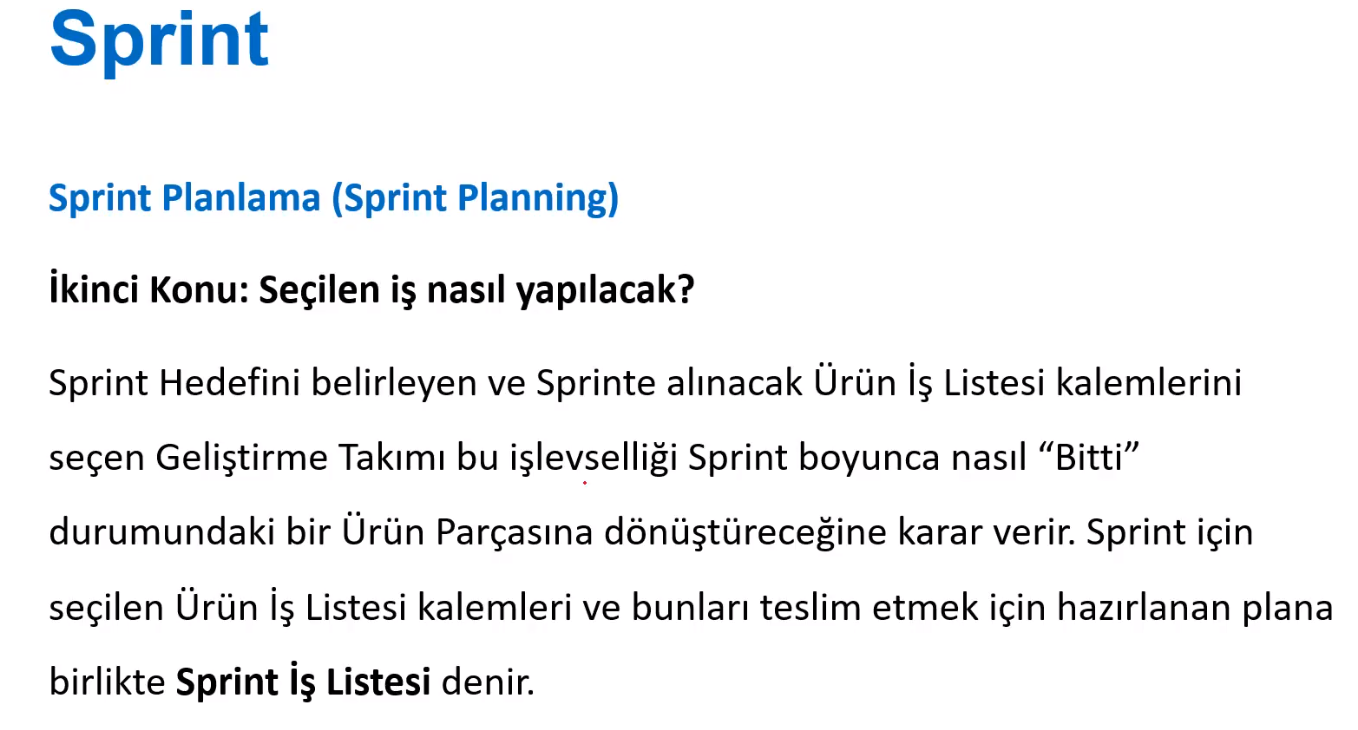 Sprint
Sprint Planlama (Sprint Planning)
İkinci Konu: Seçilen iş nasıl yapılacak?
Sprint Hedefini belirleyen ve Sprinte alınacak Ürün İş Listesi kalemlerini
seçen Geliştirme Takımı bu işlevselliği Sprint boyunca nasıl “Bitti”
durumundaki bir Ürün Parçasına dönüştüreceğine karar verir. Sprint için
seçilen Ürün İş Listesi kalemleri ve bunları teslim etmek için hazırlanan plana
birlikte Sprint İş Listesi denir.